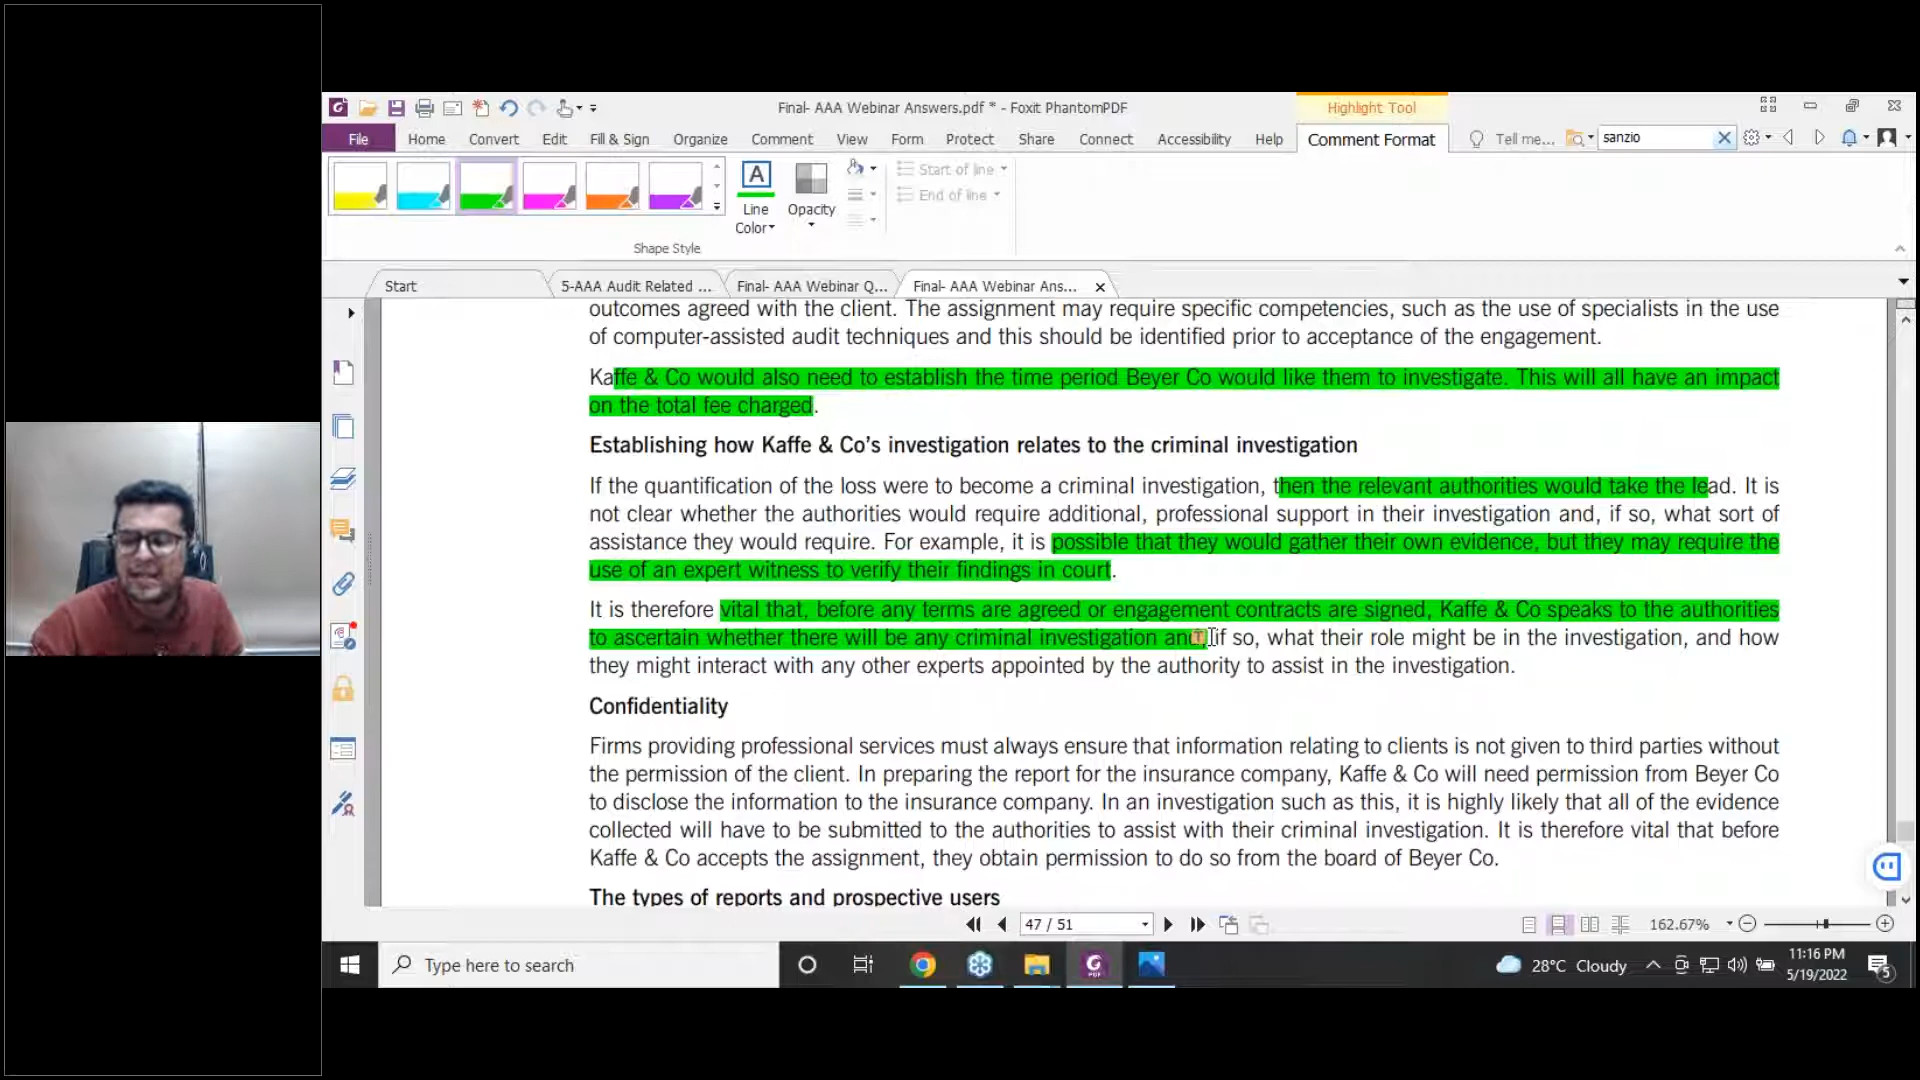 Final- AAA Webinar Answers.pdf * - Foxit PhantomPDF
Highlight Tool
File Home Convert Edit Fill & Sign Organize Comment View Form Protect Share Connect Accessibility Help Comment Format Tell me... sanzio
Start of line
End of line
Line Color
Opacity
Shape Style
Start
5-AAA Audit Related ...
Final- AAA Webinar Q...
Final- AAA Webinar Ans...
outcomes agreed with the client. The assignment may require specific competencies, such as the use of specialists in the use
of computer-assisted audit techniques and this should be identified prior to acceptance of the engagement.
Kaffe & Co would also need to establish the time period Beyer Co would like them to investigate. This will all have an impact
on the total fee charged.
Establishing how Kaffe & Co's investigation relates to the criminal investigation
If the quantification of the loss were to become a criminal investigation, then the relevant authorities would take the lead. It is
not clear whether the authorities would require additional, professional support in their investigation and, if so, what sort of
assistance they would require. For example, it is possible that they would gather their own evidence, but they may require the
use of an expert witness to verify their findings in court.
It is therefore vital that, before any terms are agreed or engagement contracts are signed, Kaffe & Co speaks to the authorities
to ascertain whether there will be any criminal investigation and, if so, what their role might be in the investigation, and how
they might interact with any other experts appointed by the authority to assist in the investigation.
Confidentiality
Firms providing professional services must always ensure that information relating to clients is not given to third parties without
the permission of the client. In preparing the report for the insurance company, Kaffe & Co will need permission from Beyer Co
to disclose the information to the insurance company. In an investigation such as this, it is highly likely that all of the evidence
collected will have to be submitted to the authorities to assist with their criminal investigation. It is therefore vital that before
Kaffe & Co accepts the assignment, they obtain permission to do so from the board of Beyer Co.
The types of reports and prospective users
47 / 51
162.67%
Type here to search
28°C Cloudy
11:16 PM
5/19/2022
5